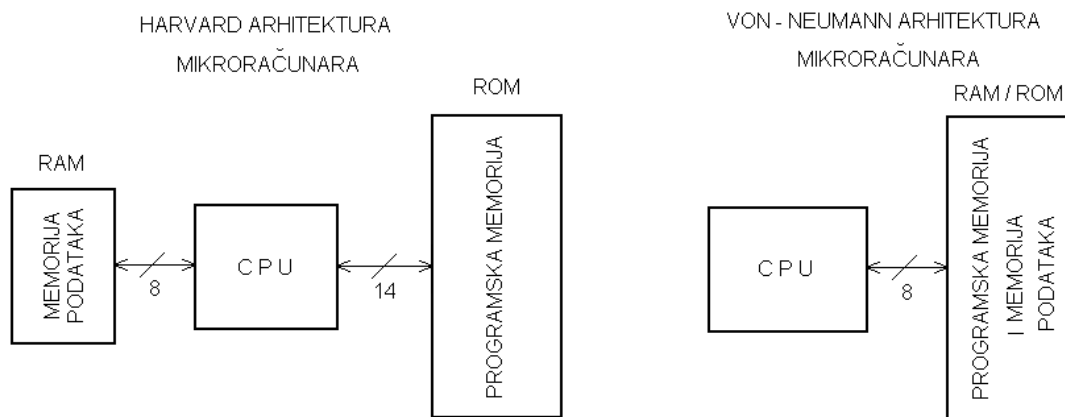 HARVARD ARHITEKTURA
MIKRORAČUNARA
ROM
RAM
MEMORIJA
PODATAKA
8
CPU
14
PROGRAMSKA MEMORIJA
VON - NEUMANN ARHITEKTURA
MIKRORAČUNARA
RAM / ROM
CPU
8
PROGRAMSKA MEMORIJA
I MEMORIJA
PODATAKA